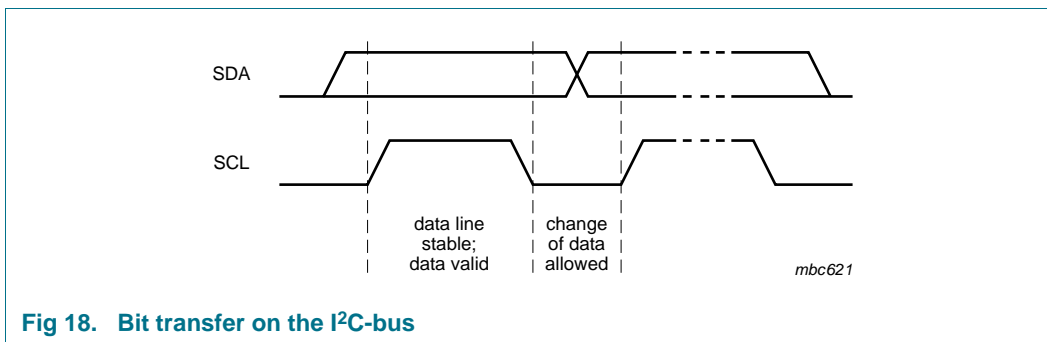 SDA
SCL
data line
stable;
data valid
change
of data
allowed
mbc621
Fig 18. Bit transfer on the I²C-bus